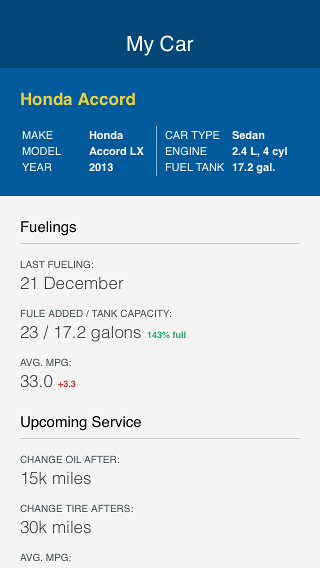 My Car
Honda Accord
MAKE Honda
MODEL Accord LX
YEAR 2013
CAR TYPE Sedan
ENGINE 2.4 L, 4 cyl
FUEL TANK 17.2 gal.
Fuelings
LAST FUELING:
21 December
FULE ADDED / TANK CAPACITY:
23 / 17.2 galons 143% full
AVG. MPG:
33.0 +3.3
Upcoming Service
CHANGE OIL AFTER:
15k miles
CHANGE TIRE AFTERS:
30k miles
AVG. MPG: